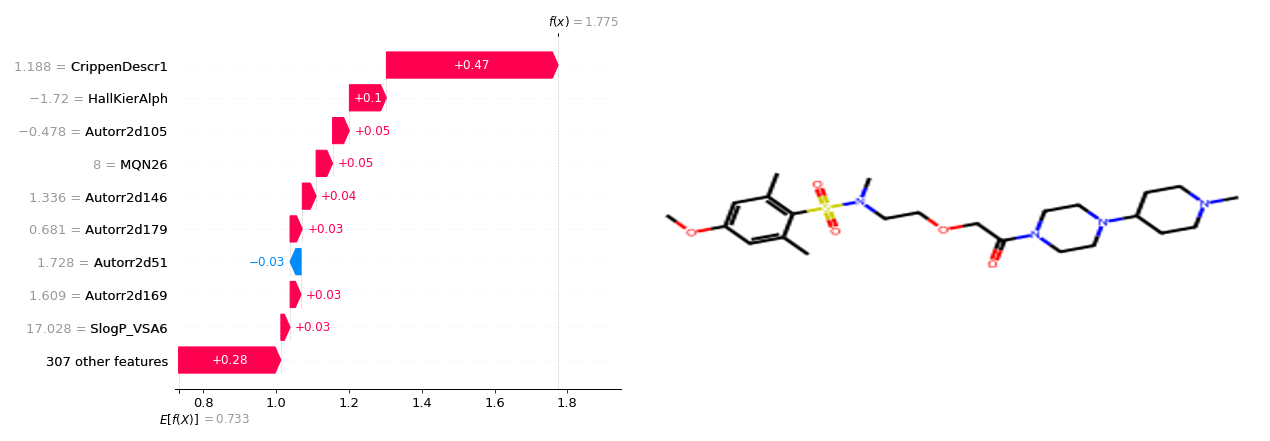 f(x) = 1.775
1.188 = CrippenDescr1
+0.47
−1.72 = HallKierAlph
+0.1
−0.478 = Autorr2d105
+0.05
8 = MQN26
+0.05
1.336 = Autorr2d146
+0.04
0.681 = Autorr2d179
+0.03
1.728 = Autorr2d51
−0.03
1.609 = Autorr2d169
+0.03
17.028 = SlogP_VSA6
+0.03
307 other features
+0.28
0.8 1.0 1.2 1.4 1.6 1.8
E[f(X)] = 0.733
O
O
S
O
N
O
O
N
N
N